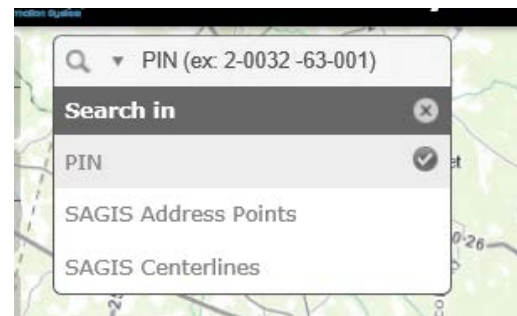 PIN (ex: 2-0032 -63-001)
Search in
PIN
SAGIS Address Points
SAGIS Centerlines